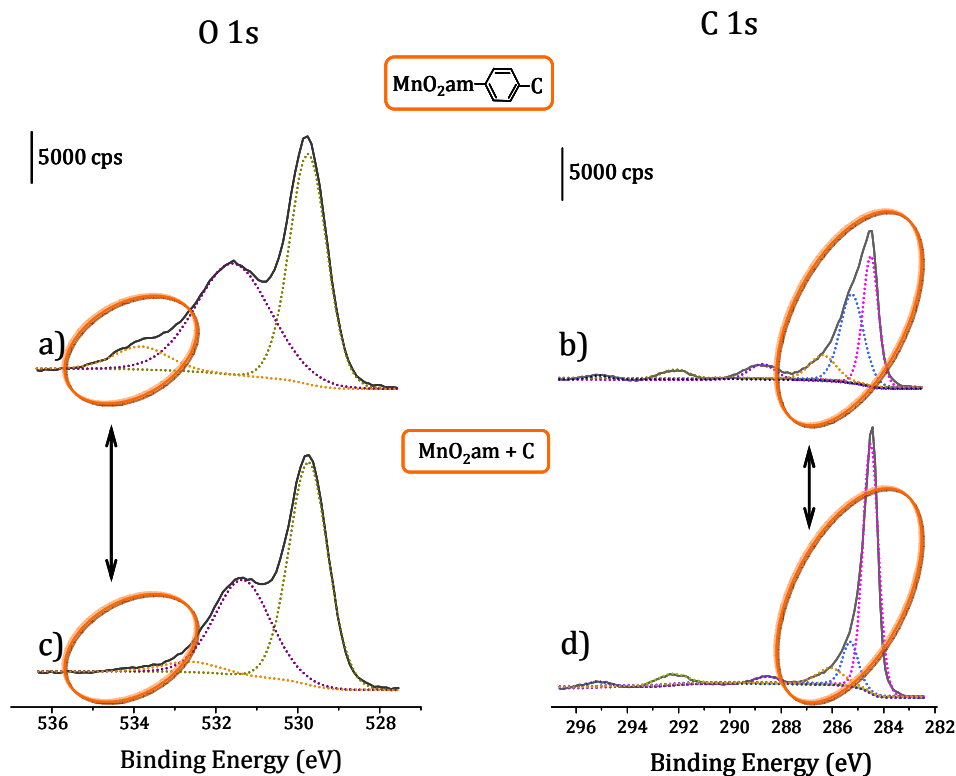 O 1s
C 1s
MnO₂am-C
5000 cps
5000 cps
a)
b)
MnO₂am + C
c)
d)
536 534 532 530 528
296 294 292 290 288 286 284 282
Binding Energy (eV)
Binding Energy (eV)